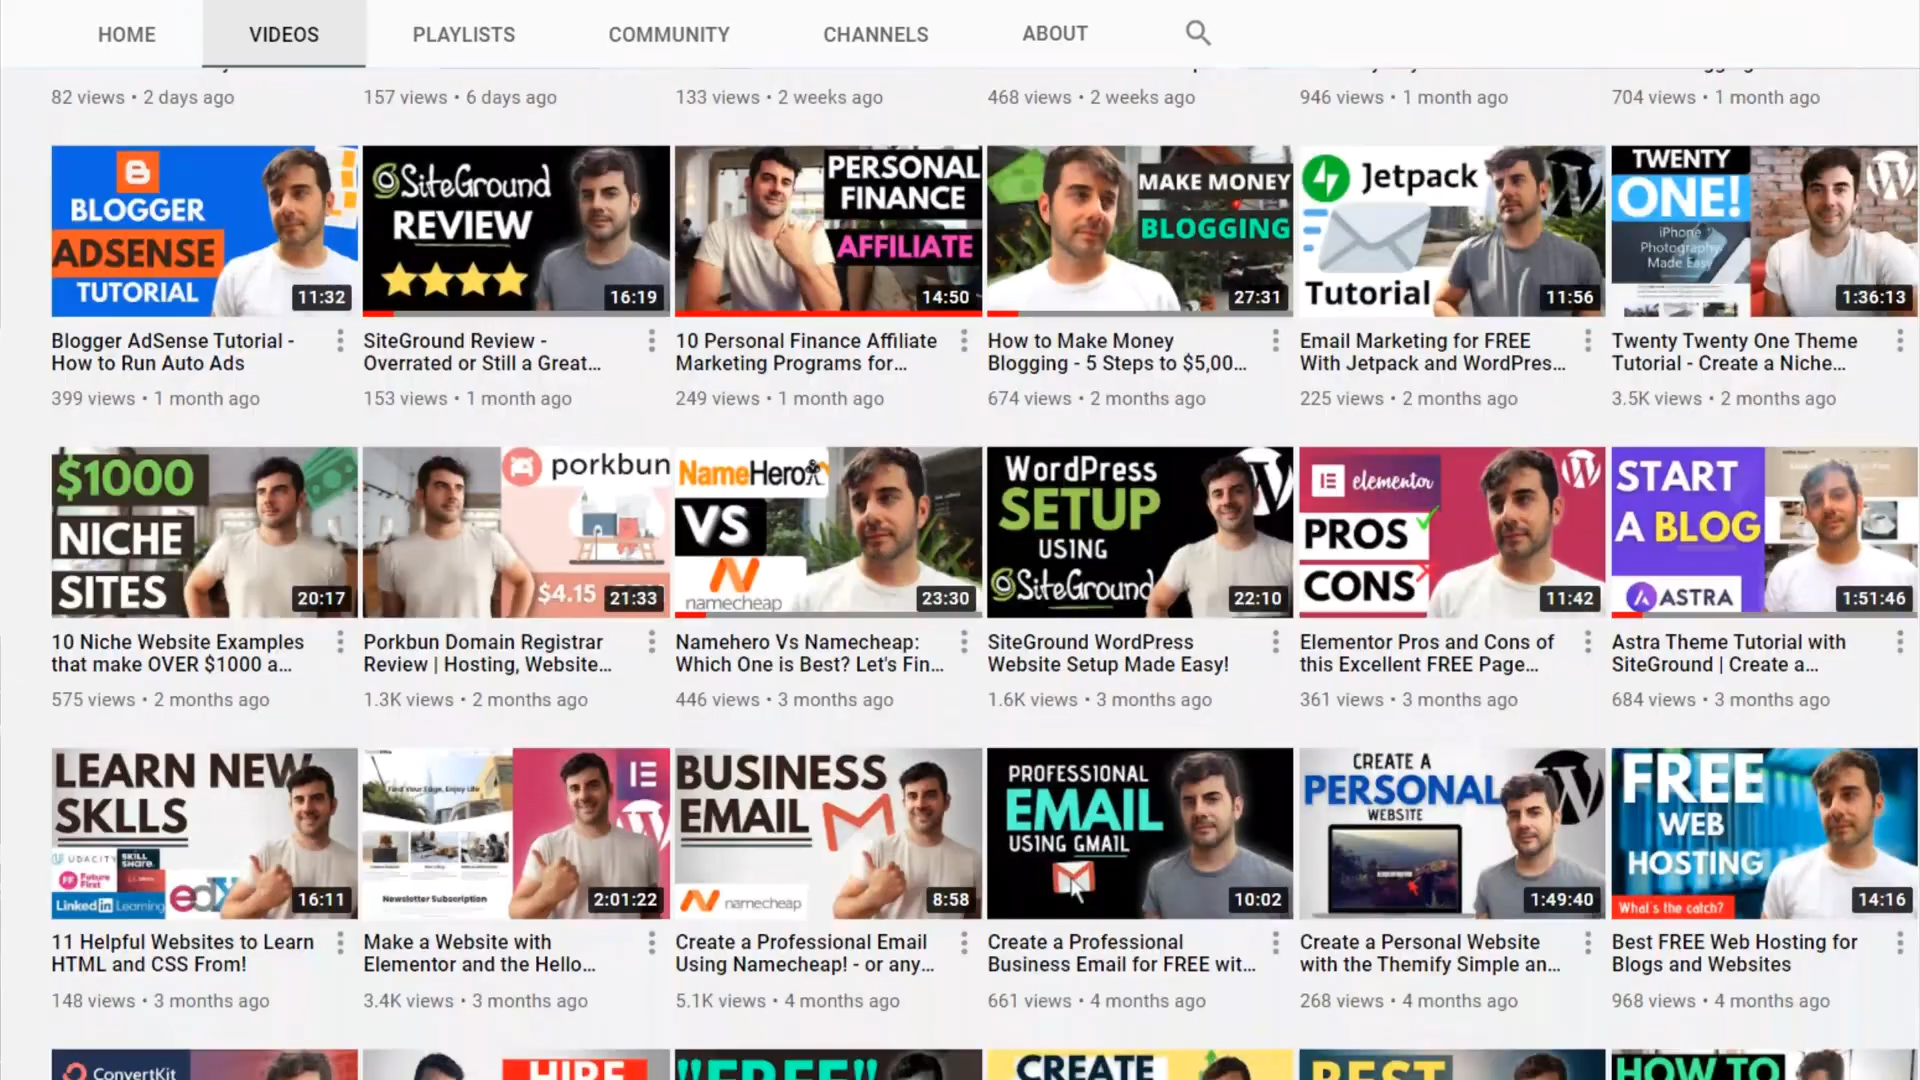 HOME
VIDEOS
PLAYLISTS
COMMUNITY
CHANNELS
ABOUT
82 views • 2 days ago
157 views • 6 days ago
133 views • 2 weeks ago
468 views • 2 weeks ago
946 views • 1 month ago
704 views • 1 month ago
BLOGGER
ADSENSE
TUTORIAL
11:32
SiteGround
REVIEW
16:19
PERSONAL
FINANCE
AFFILIATE
14:50
MAKE MONEY
BLOGGING
27:31
Jetpack
Tutorial
11:56
TWENTY
ONE!
iPhone
Photography
Made Easy
1:36:13
Blogger AdSense Tutorial -
How to Run Auto Ads
399 views • 1 month ago
SiteGround Review -
Overrated or Still a Great...
153 views • 1 month ago
10 Personal Finance Affiliate
Marketing Programs for...
249 views • 1 month ago
How to Make Money
Blogging - 5 Steps to $5,00...
674 views • 2 months ago
Email Marketing for FREE
With Jetpack and WordPres...
225 views • 2 months ago
Twenty Twenty One Theme
Tutorial - Create a Niche...
3.5K views • 2 months ago
$1000
NICHE
SITES
20:17
porkbun
$4.15
21:33
NameHero
VS
namecheap
23:30
WordPress
SETUP
USING
SiteGround
22:10
elementor
PROS
CONS
11:42
START
A BLOG
ASTRA
1:51:46
10 Niche Website Examples
that make OVER $1000 a...
575 views • 2 months ago
Porkbun Domain Registrar
Review | Hosting, Website...
1.3K views • 2 months ago
Namehero Vs Namecheap:
Which One is Best? Let's Fin...
446 views • 3 months ago
SiteGround WordPress
Website Setup Made Easy!
1.6K views • 3 months ago
Elementor Pros and Cons of
this Excellent FREE Page...
361 views • 3 months ago
Astra Theme Tutorial with
SiteGround | Create a...
684 views • 3 months ago
LEARN NEW
SKLLS
UDACITY
SKILL
SHARE.
Future
First
edX
LinkedIn Learning
16:11
Find Your Edge, Enjoy Life
Newsletter Subscription
2:01:22
BUSINESS
EMAIL
namecheap
8:58
PROFESSIONAL
EMAIL
USING GMAIL
10:02
CREATE A
PERSONAL
WEBSITE
1:49:40
FREE
WEB
HOSTING
What's the catch?
14:16
11 Helpful Websites to Learn
HTML and CSS From!
148 views • 3 months ago
Make a Website with
Elementor and the Hello...
3.4K views • 3 months ago
Create a Professional Email
Using Namecheap! - or any...
5.1K views • 4 months ago
Create a Professional
Business Email for FREE wit...
661 views • 4 months ago
Create a Personal Website
with the Themify Simple an...
268 views • 4 months ago
Best FREE Web Hosting for
Blogs and Websites
968 views • 4 months ago
ConvertKit
HIRE
"FREE"
CREATE
BEST
HOW TO